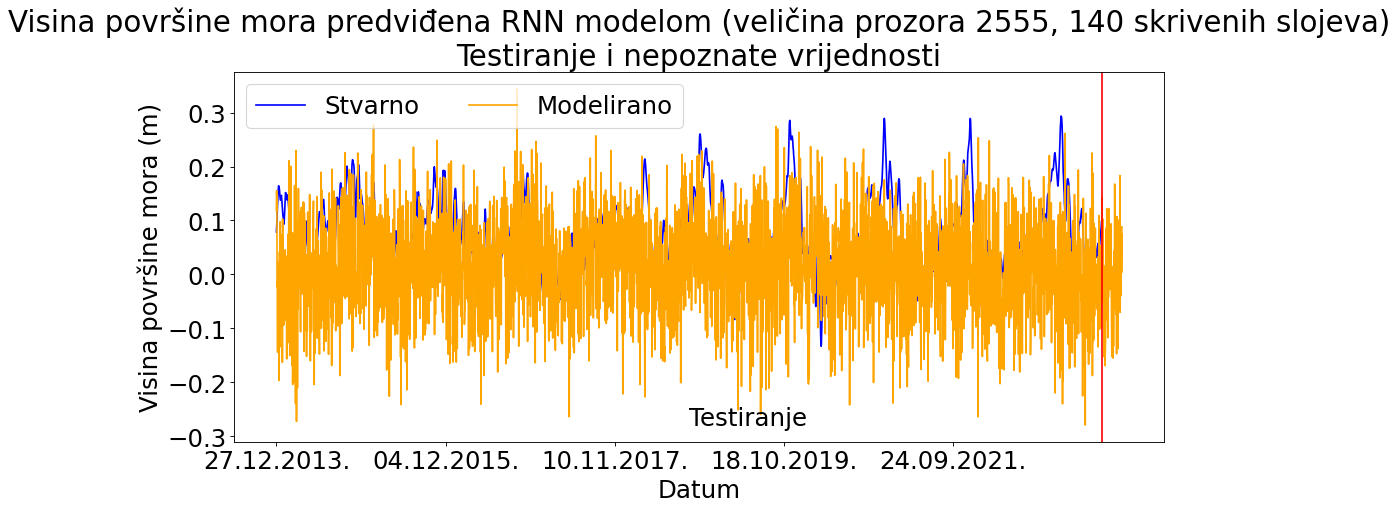 Visina površine mora predviđena RNN modelom (veličina prozora 2555, 140 skrivenih slojeva)
Testiranje i nepoznate vrijednosti
Stvarno
Modelirano
Visina površine mora (m)
0.3
0.2
0.1
0.0
−0.1
−0.2
−0.3
Testiranje
27.12.2013.
04.12.2015.
10.11.2017.
18.10.2019.
24.09.2021.
Datum